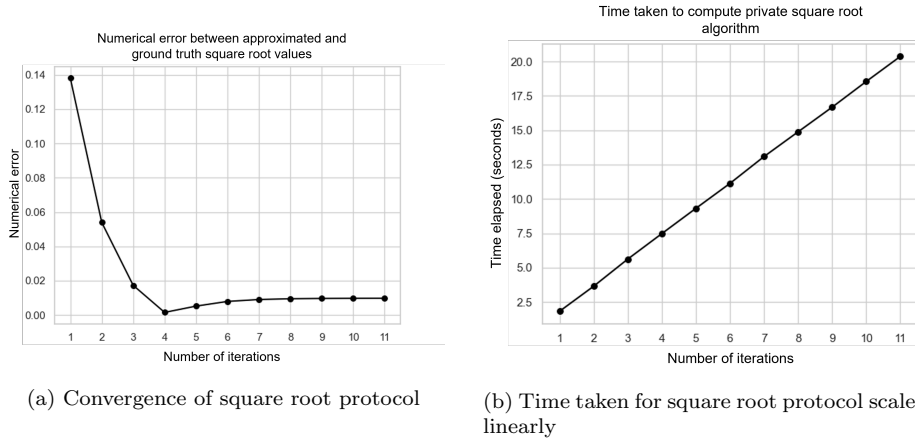 Numerical error between approximated and
ground truth square root values
0.14
0.12
0.10
0.08
0.06
0.04
0.02
0.00
Numerical error
1 2 3 4 5 6 7 8 9 10 11
Number of iterations
(a) Convergence of square root protocol
Time taken to compute private square root
algorithm
20.0
17.5
15.0
12.5
10.0
7.5
5.0
2.5
Time elapsed (seconds)
1 2 3 4 5 6 7 8 9 10 11
Number of iterations
(b) Time taken for square root protocol scale
linearly